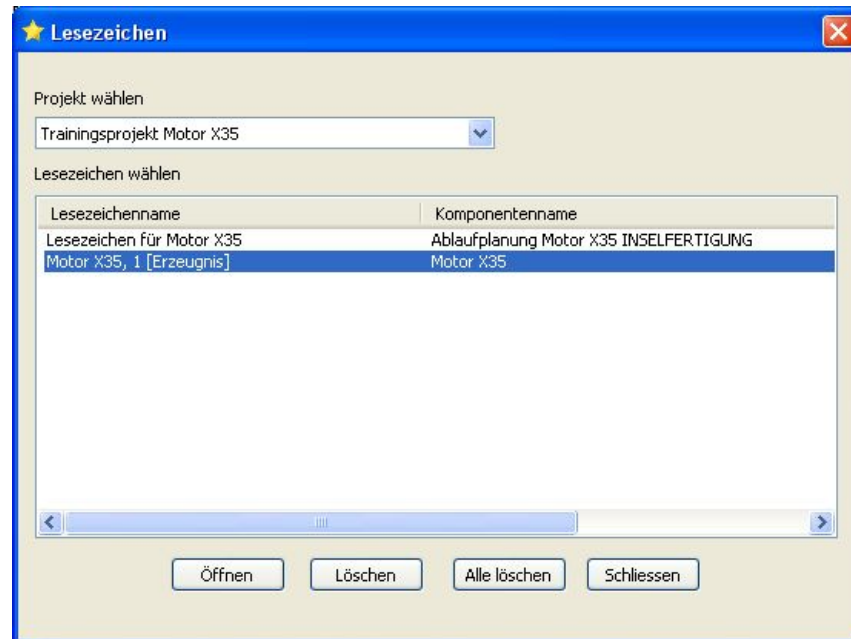 Lesezeichen
Projekt wählen
Trainingsprojekt Motor X35
Lesezeichen wählen
Lesezeichenname Komponentenname
Lesezeichen für Motor X35 Ablaufplanung Motor X35 INSELFERTIGUNG
Motor X35, 1 [Erzeugnis] Motor X35
Öffnen Löschen Alle löschen Schliessen